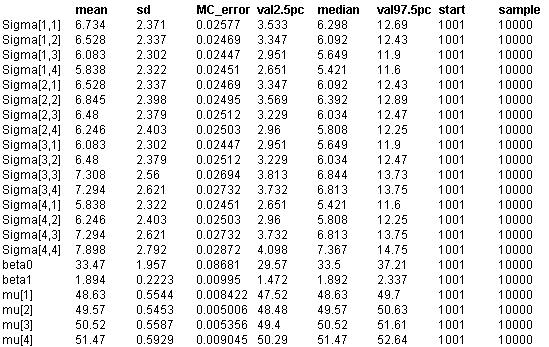 mean sd MC_error val2.5pc median val97.5pc start sample
Sigma[1,1] 6.734 2.371 0.02577 3.533 6.298 12.69 1001 10000
Sigma[1,2] 6.528 2.337 0.02469 3.347 6.092 12.43 1001 10000
Sigma[1,3] 6.083 2.302 0.02447 2.951 5.649 11.9 1001 10000
Sigma[1,4] 5.838 2.322 0.02451 2.651 5.421 11.6 1001 10000
Sigma[2,1] 6.528 2.337 0.02469 3.347 6.092 12.43 1001 10000
Sigma[2,2] 6.845 2.398 0.02495 3.569 6.392 12.89 1001 10000
Sigma[2,3] 6.48 2.379 0.02512 3.229 6.034 12.47 1001 10000
Sigma[2,4] 6.246 2.403 0.02503 2.96 5.808 12.25 1001 10000
Sigma[3,1] 6.083 2.302 0.02447 2.951 5.649 11.9 1001 10000
Sigma[3,2] 6.48 2.379 0.02512 3.229 6.034 12.47 1001 10000
Sigma[3,3] 7.308 2.56 0.02694 3.813 6.844 13.73 1001 10000
Sigma[3,4] 7.294 2.621 0.02732 3.732 6.813 13.75 1001 10000
Sigma[4,1] 5.838 2.322 0.02451 2.651 5.421 11.6 1001 10000
Sigma[4,2] 6.246 2.403 0.02503 2.96 5.808 12.25 1001 10000
Sigma[4,3] 7.294 2.621 0.02732 3.732 6.813 13.75 1001 10000
Sigma[4,4] 7.898 2.792 0.02872 4.098 7.367 14.75 1001 10000
beta0 33.47 1.957 0.08681 29.57 33.5 37.21 1001 10000
beta1 1.894 0.2223 0.00995 1.472 1.892 2.337 1001 10000
mu[1] 48.63 0.5544 0.008422 47.52 48.63 49.7 1001 10000
mu[2] 49.57 0.5453 0.005006 48.48 49.57 50.63 1001 10000
mu[3] 50.52 0.5587 0.005356 49.4 50.52 51.61 1001 10000
mu[4] 51.47 0.5929 0.009045 50.29 51.47 52.64 1001 10000